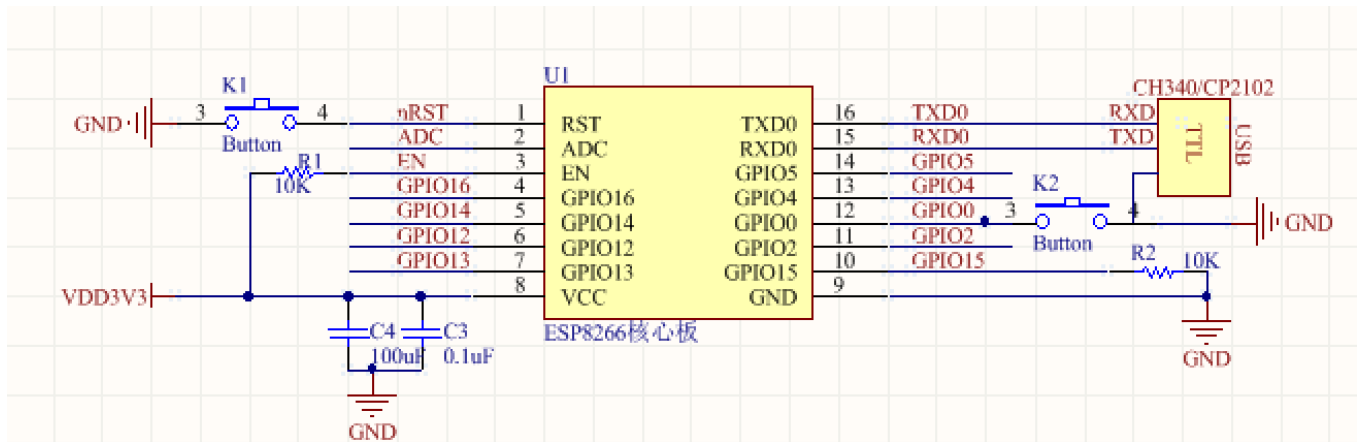 U1
K1
CH340/CP2102
GND
3
4
nRST
1
RST
TXD0
16
TXD0
RXD
Button
ADC
2
ADC
RXD0
15
RXD0
TXD
TTL
USB
R1
10K
EN
3
EN
GPIO5
14
GPIO5
GPIO16
4
GPIO16
GPIO4
13
GPIO4
K2
GPIO14
5
GPIO14
GPIO0
12
GPIO0
3
4
GND
Button
GPIO12
6
GPIO12
GPIO2
11
GPIO2
GPIO13
7
GPIO13
GPIO15
10
GPIO15
R2
10K
VDD3V3
8
VCC
GND
9
ESP8266核心板
C4
100uF
C3
0.1uF
GND
GND